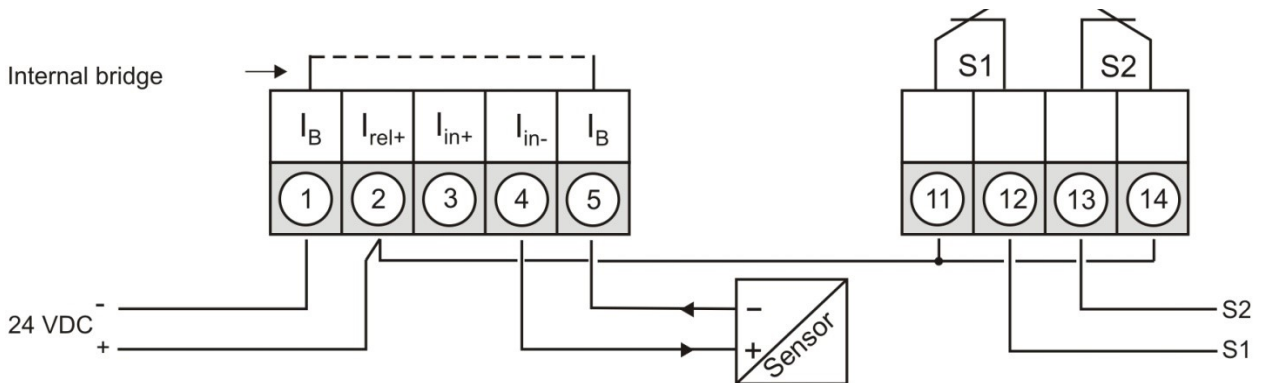 S1 S2
Internal bridge
I_B I_rel+ I_in+ I_in- I_B
1 2 3 4 5 11 12 13 14
-
24 VDC
+
-
+
Sensor
S2
S1